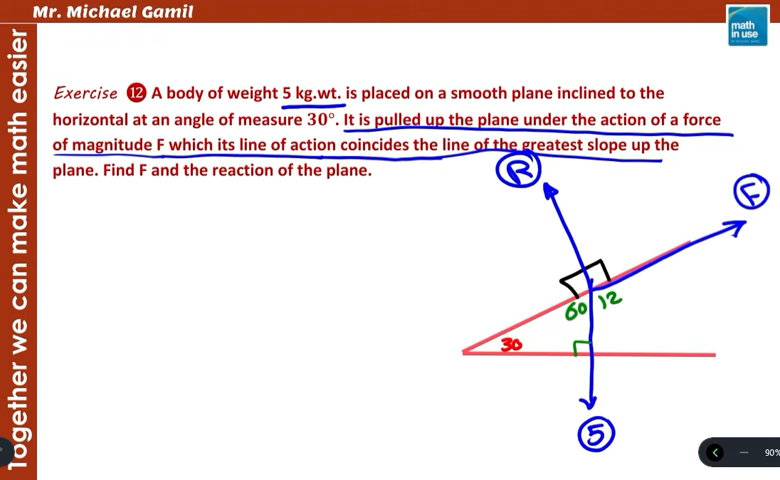 Mr. Michael Gamil
math
in use
Together we can make math easier
Exercise 12 A body of weight 5 kg.wt. is placed on a smooth plane inclined to the
horizontal at an angle of measure 30°. It is pulled up the plane under the action of a force
of magnitude F which its line of action coincides the line of the greatest slope up the
plane. Find F and the reaction of the plane.
R
F
60 12
30
5
90%